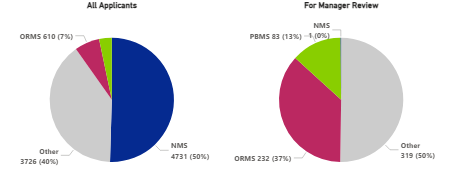 All Applicants
ORMS 610 (7%)
Other
3726 (40%)
NMS
4731 (50%)
For Manager Review
NMS
1 (0%)
PBMS 83 (13%)
ORMS 232 (37%)
Other
319 (50%)